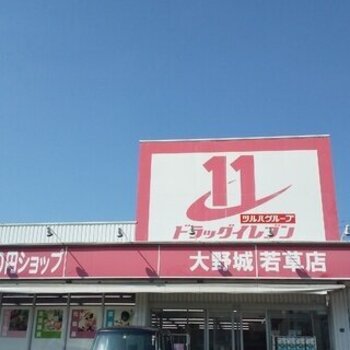 11
ツルハグループ
ドラッグイレブン
0円ショップ
大野城 若草店